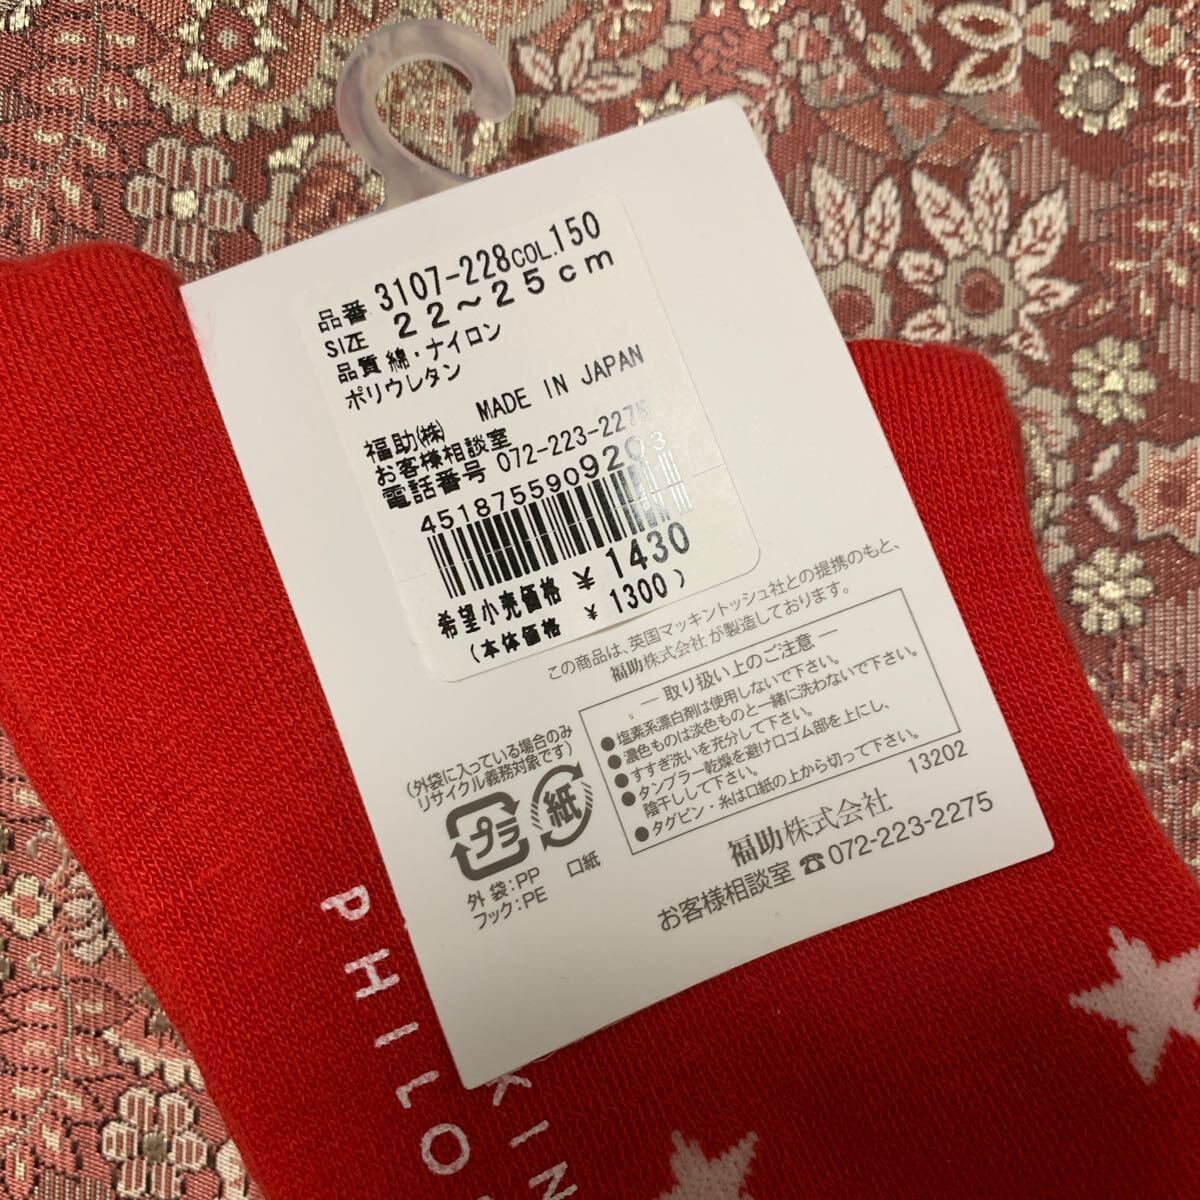 品番 3107-228COL.150
SIZE 22～25cm
品質 綿・ナイロン
ポリウレタン
福助㈱ MADE IN JAPAN
お客様相談室
電話番号 072-223-2275
4518755909203
希望小売価格 ¥ 1430
(本体価格 ¥ 1300)
この商品は、英国マッキントッシュ社との提携のもと、
福助株式会社が製造しております。
― 取り扱い上のご注意 ―
●塩素系漂白剤は使用しないで下さい。
●濃色ものは淡色ものと一緒に洗わないで下さい。
●すすぎ洗いを充分して下さい。
●タンブラー乾燥を避け口ゴム部を上にし、
陰干しして下さい。
●タグピン・糸は口紙の上から切って下さい。
13202
(外袋に入っている場合のみ
リサイクル義務対象です)
プラ
紙
外袋:PP
フック:PE
口紙
福助株式会社
お客様相談室 ☎072-223-2275
PHILO
KIN